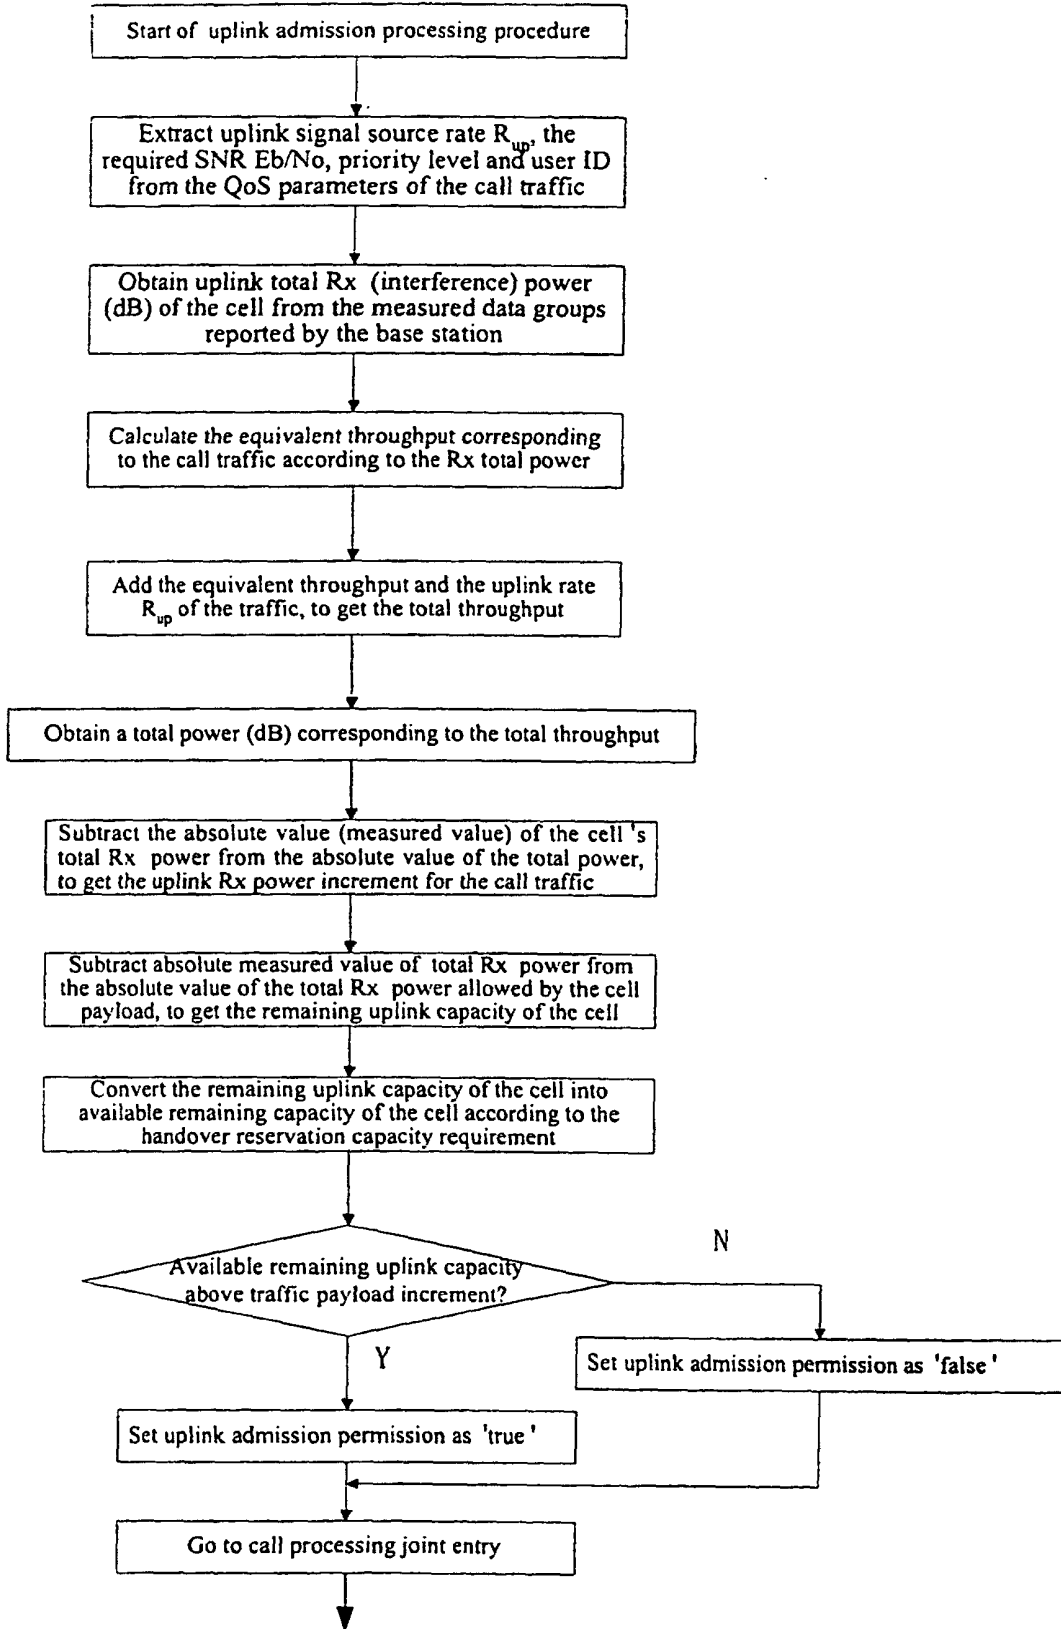 Start of uplink admission processing procedure
Extract uplink signal source rate Rup, the
required SNR Eb/No, priority level and user ID
from the QoS parameters of the call traffic
Obtain uplink total Rx (interference) power
(dB) of the cell from the measured data groups
reported by the base station
Calculate the equivalent throughput corresponding
to the call traffic according to the Rx total power
Add the equivalent throughput and the uplink rate
Rup of the traffic, to get the total throughput
Obtain a total power (dB) corresponding to the total throughput
Subtract the absolute value (measured value) of the cell 's
total Rx power from the absolute value of the total power,
to get the uplink Rx power increment for the call traffic
Subtract absolute measured value of total Rx power from
the absolute value of the total Rx power allowed by the cell
payload, to get the remaining uplink capacity of the cell
Convert the remaining uplink capacity of the cell into
available remaining capacity of the cell according to the
handover reservation capacity requirement
Available remaining uplink capacity
above traffic payload increment?
N
Y
Set uplink admission permission as 'false'
Set uplink admission permission as 'true'
Go to call processing joint entry